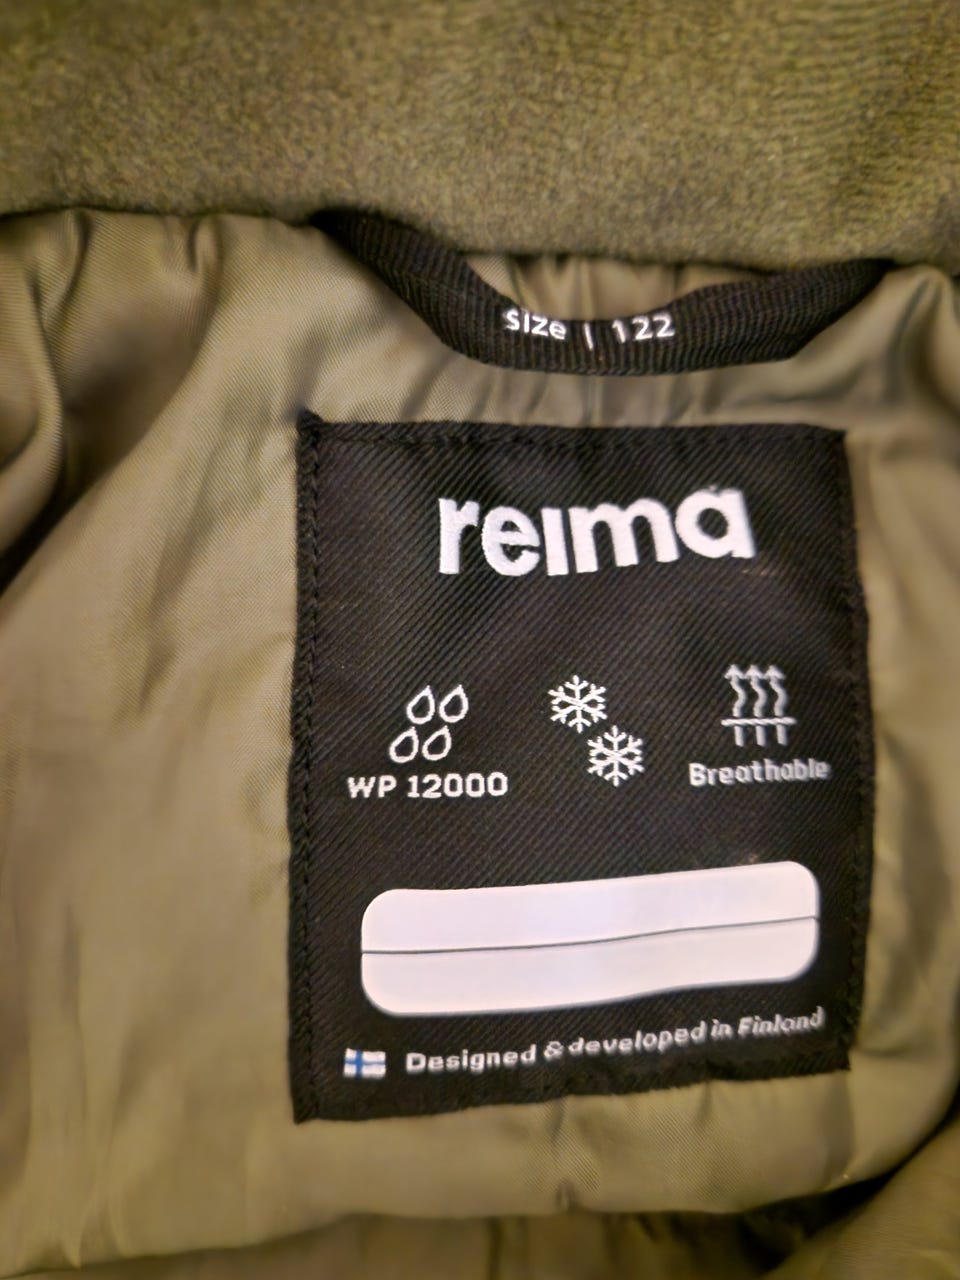 size | 122
reima
WP 12000
Breathable
Designed & developed in Finland